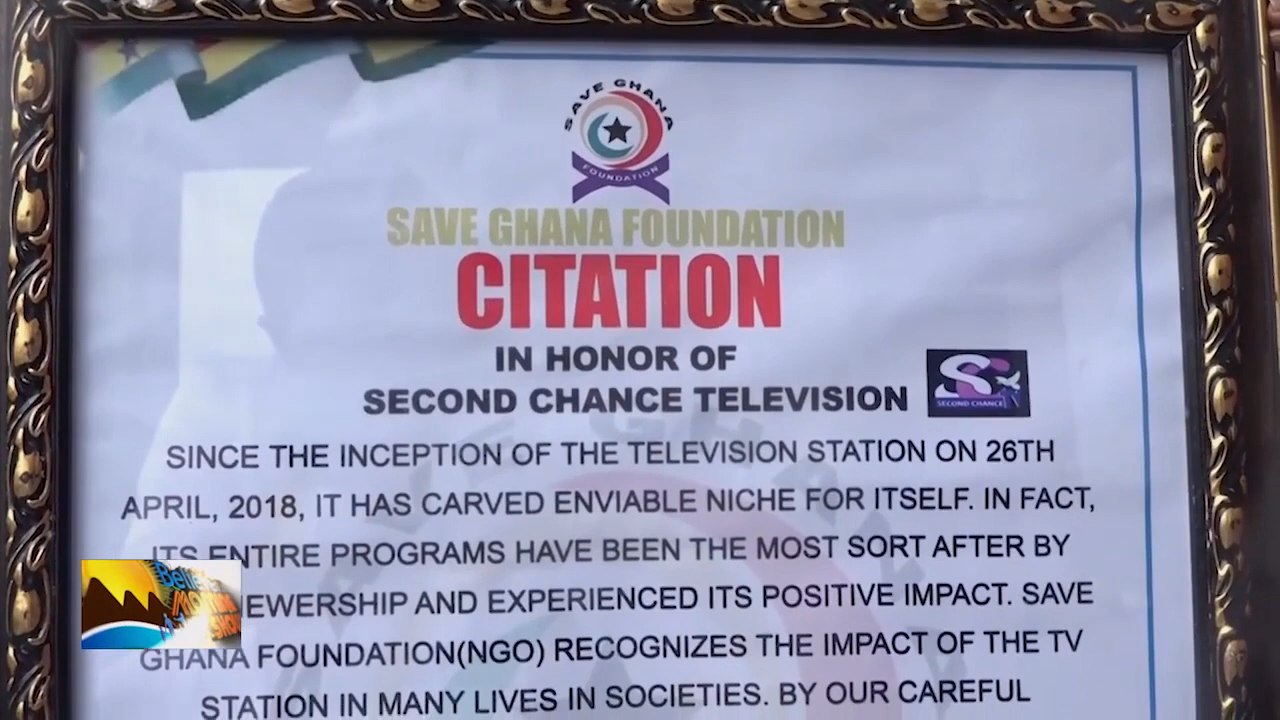 SAVE GHANA
FOUNDATION
SAVE GHANA FOUNDATION
CITATION
IN HONOR OF
SECOND CHANCE TELEVISION
SECOND CHANCE
SINCE THE INCEPTION OF THE TELEVISION STATION ON 26TH
APRIL, 2018, IT HAS CARVED ENVIABLE NICHE FOR ITSELF. IN FACT,
ITS ENTIRE PROGRAMS HAVE BEEN THE MOST SORT AFTER BY
EWERSHIP AND EXPERIENCED ITS POSITIVE IMPACT. SAVE
GHANA FOUNDATION(NGO) RECOGNIZES THE IMPACT OF THE TV
STATION IN MANY LIVES IN SOCIETIES. BY OUR CAREFUL